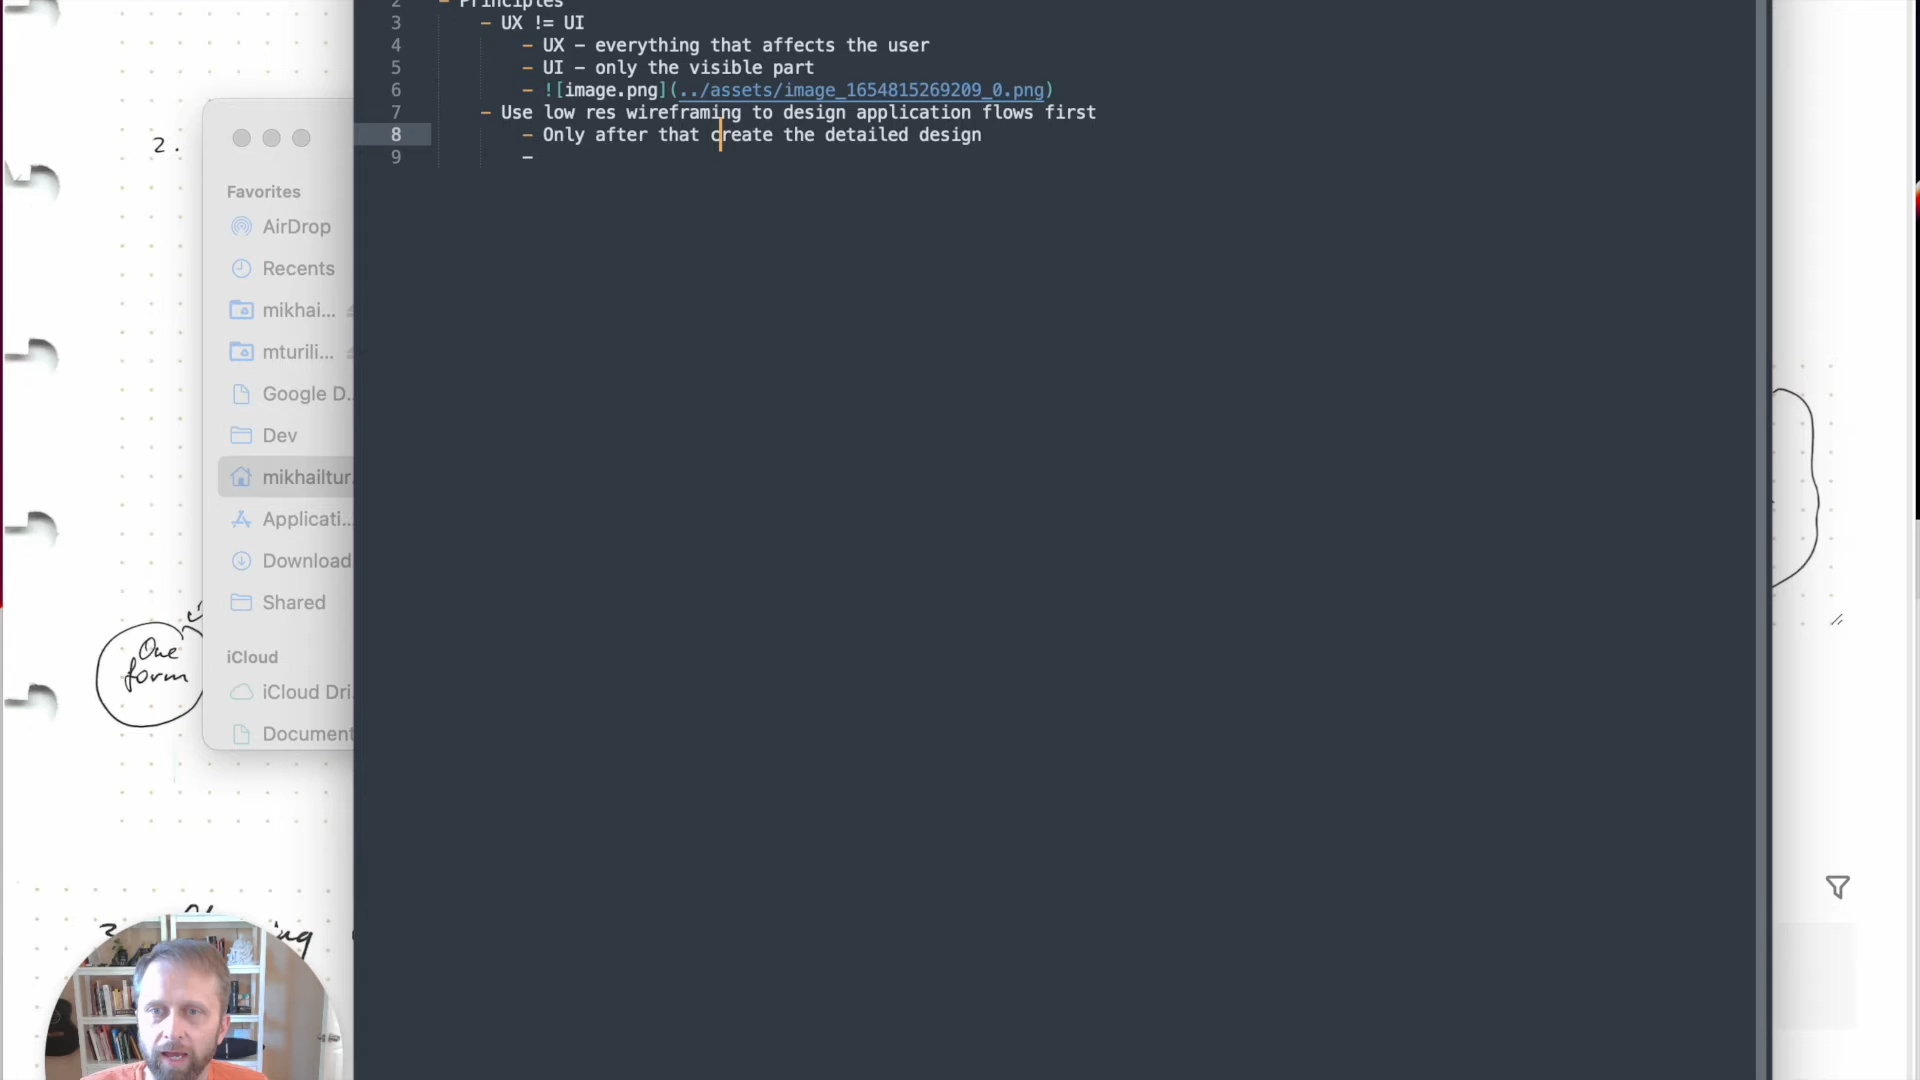 2 - Principles
3 - UX != UI
4 - UX - everything that affects the user
5 - UI - only the visible part
6 - ![image.png](../assets/image_1654815269209_0.png)
7 - Use low res wireframing to design application flows first
8 - Only after that create the detailed design
9 -
2.
Favorites
AirDrop
Recents
mikhai...
mturili...
Google D..
Dev
mikhailtur.
Applicati...
Download
Shared
iCloud
iCloud Dri.
Document
One
form